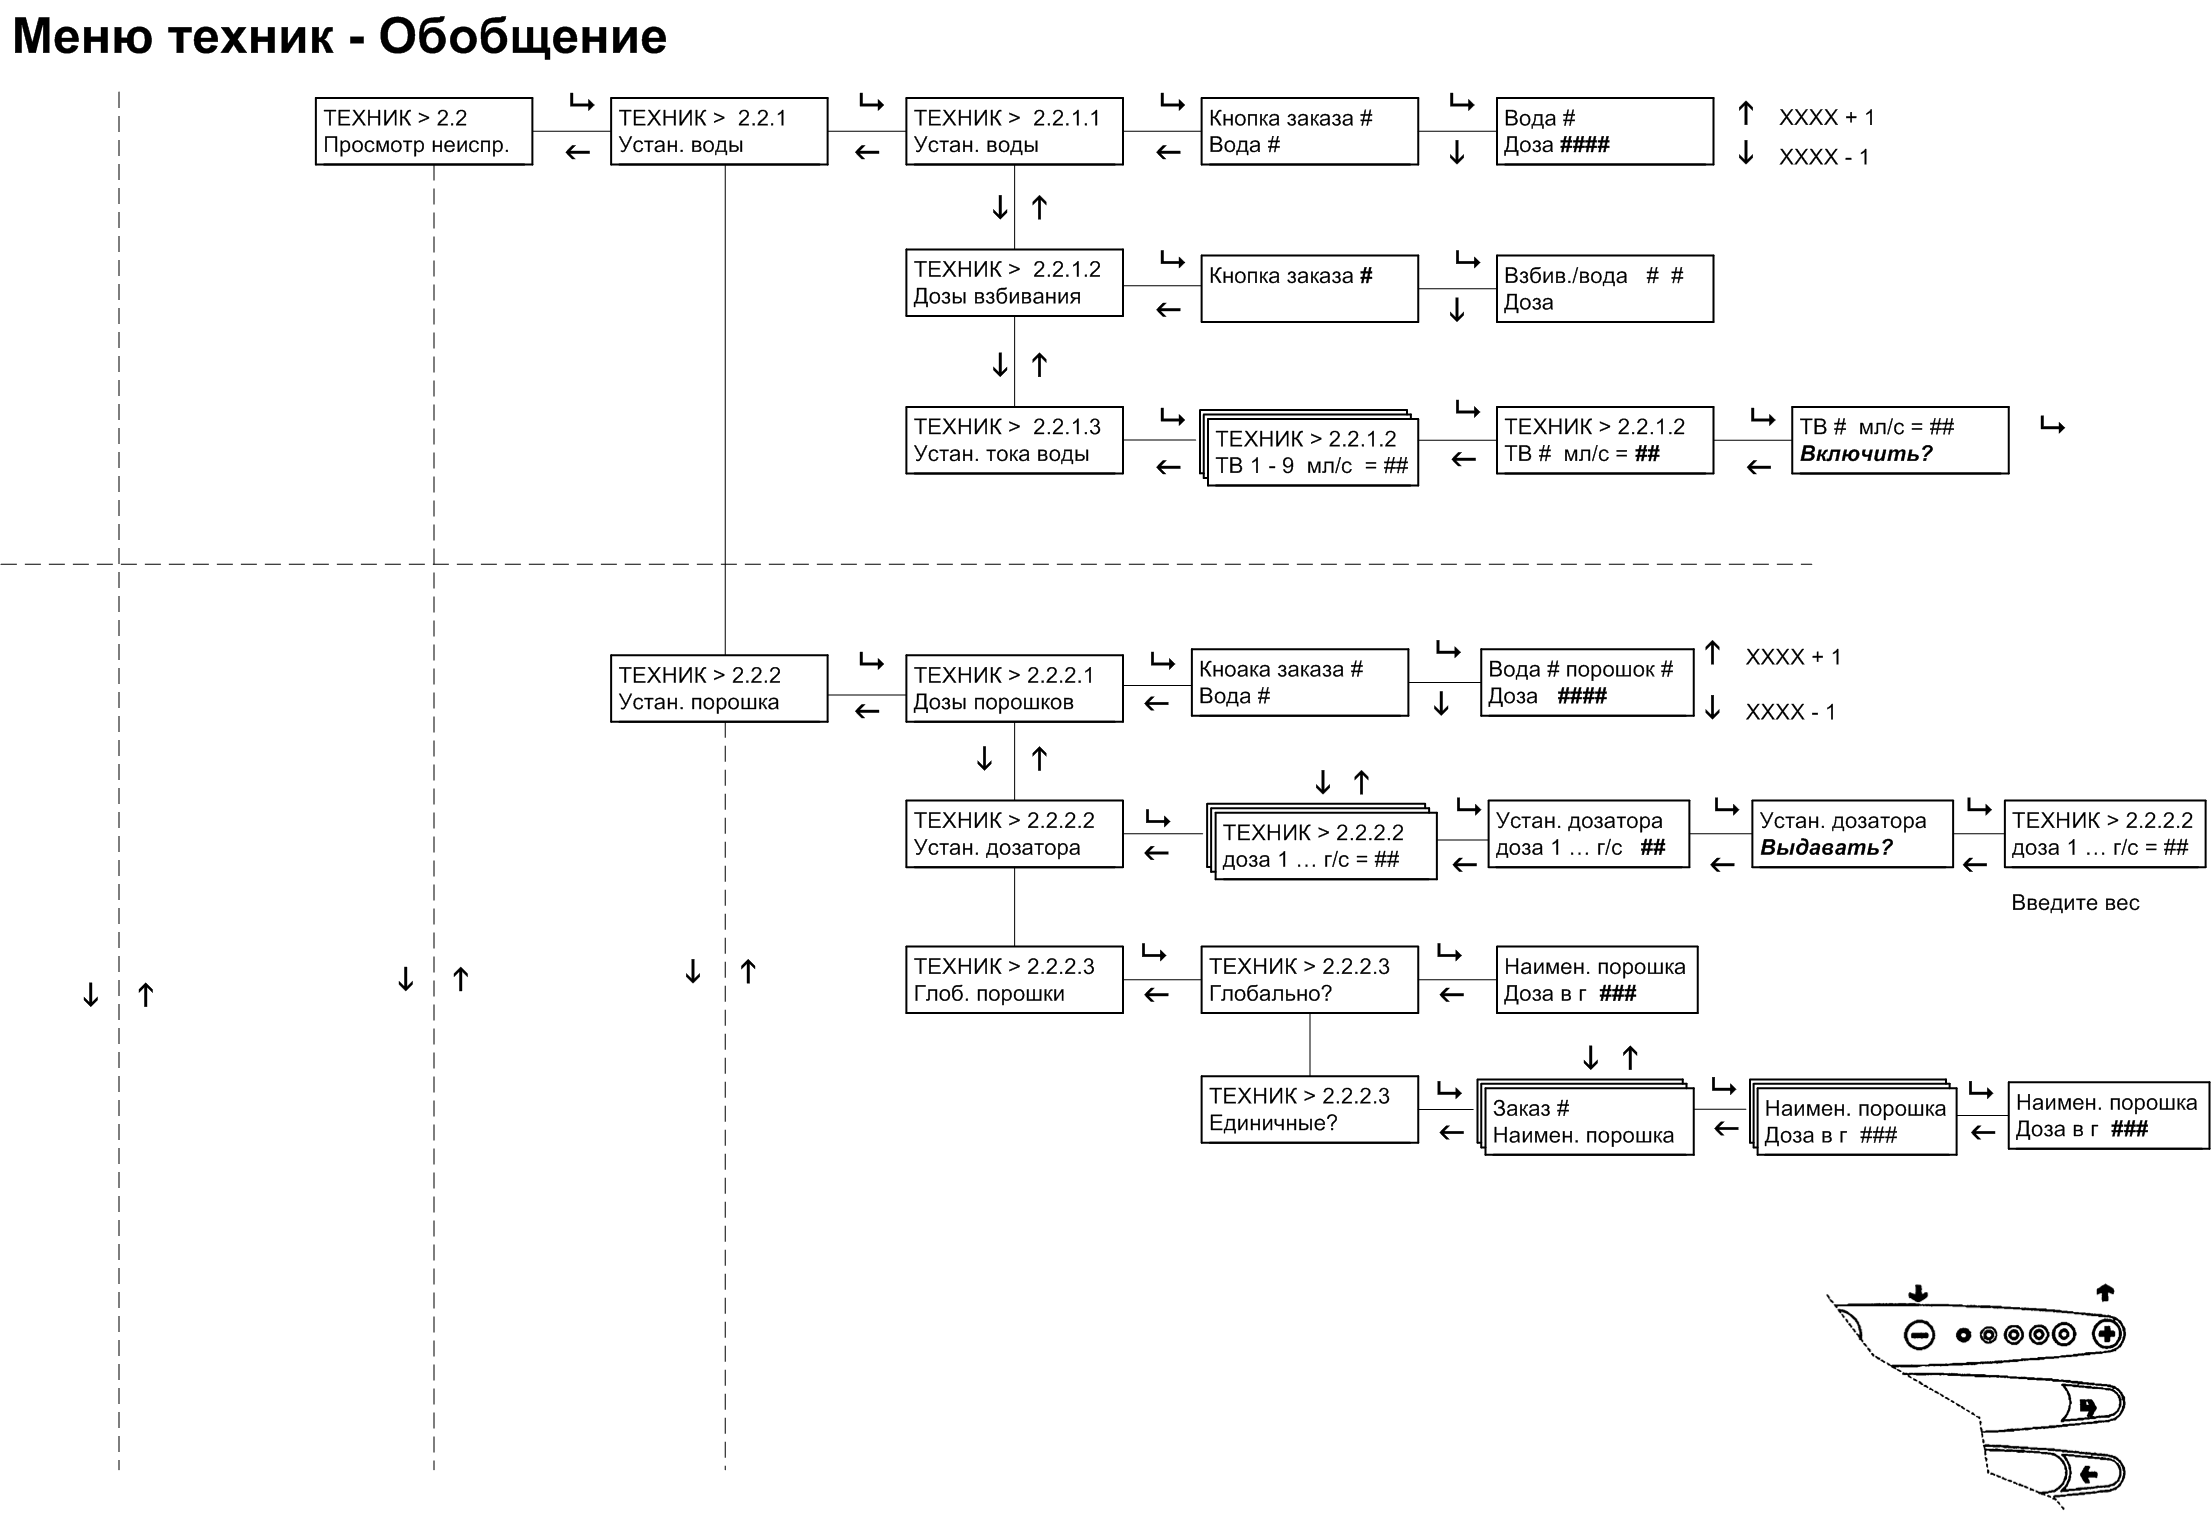 Меню техник - Обобщение
ТЕХНИК > 2.2
Просмотр неиспр.
ТЕХНИК > 2.2.1
Устан. воды
ТЕХНИК > 2.2.1.1
Устан. воды
Кнопка заказа #
Вода #
Вода #
Доза ####
XXXX + 1
XXXX - 1
ТЕХНИК > 2.2.1.2
Дозы взбивания
Кнопка заказа #
Взбив./вода # #
Доза
ТЕХНИК > 2.2.1.3
Устан. тока воды
ТЕХНИК > 2.2.1.2
ТВ 1 - 9 мл/с = ##
ТЕХНИК > 2.2.1.2
ТВ # мл/с = ##
ТВ # мл/с = ##
Включить?
ТЕХНИК > 2.2.2
Устан. порошка
ТЕХНИК > 2.2.2.1
Дозы порошков
Кноака заказа #
Вода #
Вода # порошок #
Доза ####
XXXX + 1
XXXX - 1
ТЕХНИК > 2.2.2.2
Устан. дозатора
ТЕХНИК > 2.2.2.2
доза 1 ... г/с = ##
Устан. дозатора
доза 1 ... г/с ##
Устан. дозатора
Выдавать?
ТЕХНИК > 2.2.2.2
доза 1 ... г/с = ##
Введите вес
ТЕХНИК > 2.2.2.3
Глоб. порошки
ТЕХНИК > 2.2.2.3
Глобально?
Наимен. порошка
Доза в г ###
ТЕХНИК > 2.2.2.3
Единичные?
Заказ #
Наимен. порошка
Наимен. порошка
Доза в г ###
Наимен. порошка
Доза в г ###